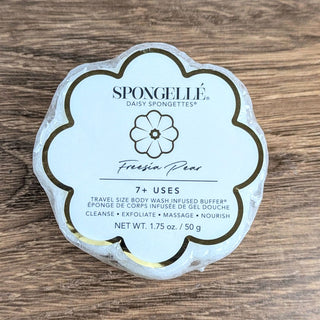 SPONGELLÉ®
DAISY SPONGETTES®
Freesia Pear
7+ USES
TRAVEL SIZE BODY WASH INFUSED BUFFER®
ÉPONGE DE CORPS INFUSÉE DE GEL DOUCHE
CLEANSE • EXFOLIATE • MASSAGE • NOURISH
NET WT. 1.75 oz. / 50 g